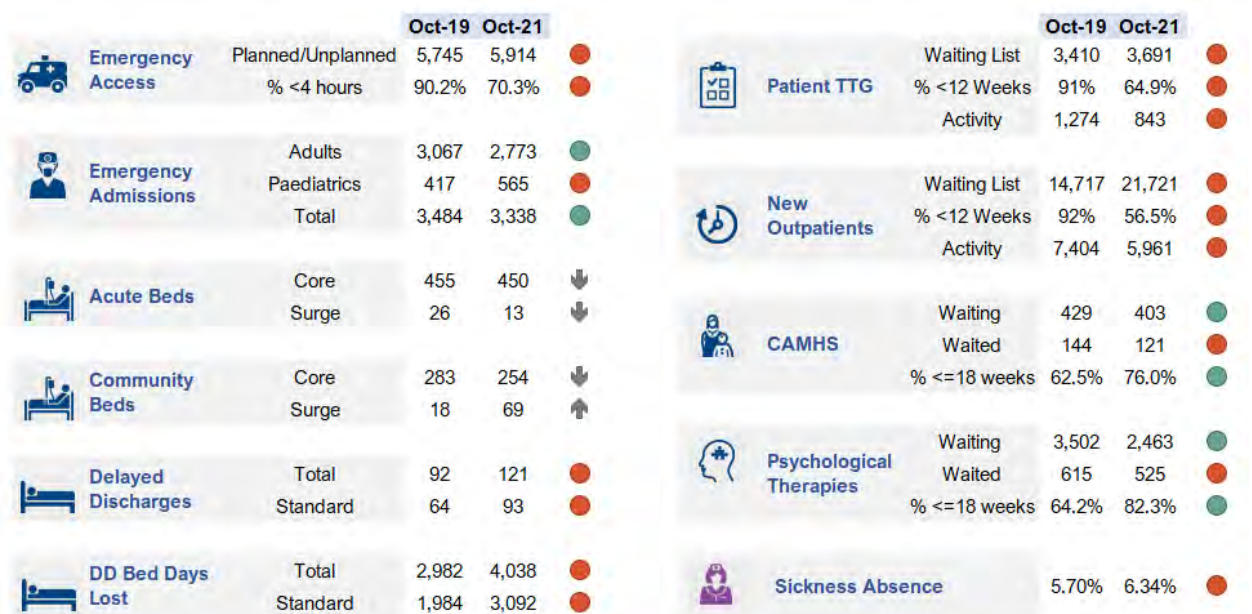 Oct-19 Oct-21
Emergency Access
Planned/Unplanned 5,745 5,914
% <4 hours 90.2% 70.3%
Emergency Admissions
Adults 3,067 2,773
Paediatrics 417 565
Total 3,484 3,338
Acute Beds
Core 455 450
Surge 26 13
Community Beds
Core 283 254
Surge 18 69
Delayed Discharges
Total 92 121
Standard 64 93
DD Bed Days Lost
Total 2,982 4,038
Standard 1,984 3,092
Oct-19 Oct-21
Patient TTG
Waiting List 3,410 3,691
% <12 Weeks 91% 64.9%
Activity 1,274 843
New Outpatients
Waiting List 14,717 21,721
% <12 Weeks 92% 56.5%
Activity 7,404 5,961
CAMHS
Waiting 429 403
Waited 144 121
% <=18 weeks 62.5% 76.0%
Psychological Therapies
Waiting 3,502 2,463
Waited 615 525
% <=18 weeks 64.2% 82.3%
Sickness Absence 5.70% 6.34%